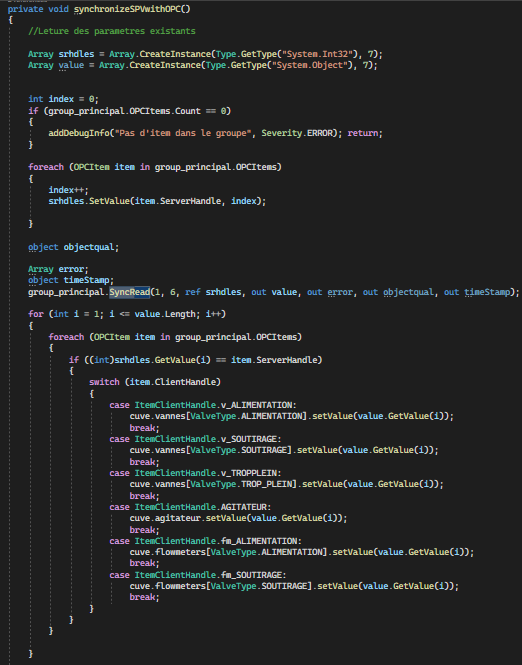 private void synchronizeSPVWithOPC()
{
//Leture des parametres existants
Array srhdles = Array.CreateInstance(Type.GetType("System.Int32"), 7);
Array value = Array.CreateInstance(Type.GetType("System.Object"), 7);
int index = 0;
if (group_principal.OPCItems.Count == 0)
{
addDebugInfo("Pas d'item dans le groupe", Severity.ERROR); return;
}
foreach (OPCItem item in group_principal.OPCItems)
{
index++;
srhdles.SetValue(item.ServerHandle, index);
}
object objectqual;
Array error;
object timeStamp;
group_principal.SyncRead(1, 6, ref srhdles, out value, out error, out objectqual, out timeStamp);
for (int i = 1; i <= value.Length; i++)
{
foreach (OPCItem item in group_principal.OPCItems)
{
if ((int)srhdles.GetValue(i) == item.ServerHandle)
{
switch (item.ClientHandle)
{
case ItemClientHandle.v_ALIMENTATION:
cuve.vannes[ValveType.ALIMENTATION].setValue(value.GetValue(i));
break;
case ItemClientHandle.v_SOUTIRAGE:
cuve.vannes[ValveType.SOUTIRAGE].setValue(value.GetValue(i));
break;
case ItemClientHandle.v_TROPPLEIN:
cuve.vannes[ValveType.TROP_PLEIN].setValue(value.GetValue(i));
break;
case ItemClientHandle.AGITATEUR:
cuve.agitateur.setValue(value.GetValue(i));
break;
case ItemClientHandle.fm_ALIMENTATION:
cuve.flowmeters[ValveType.ALIMENTATION].setValue(value.GetValue(i));
break;
case ItemClientHandle.fm_SOUTIRAGE:
cuve.flowmeters[ValveType.SOUTIRAGE].setValue(value.GetValue(i));
break;
}
}
}
}